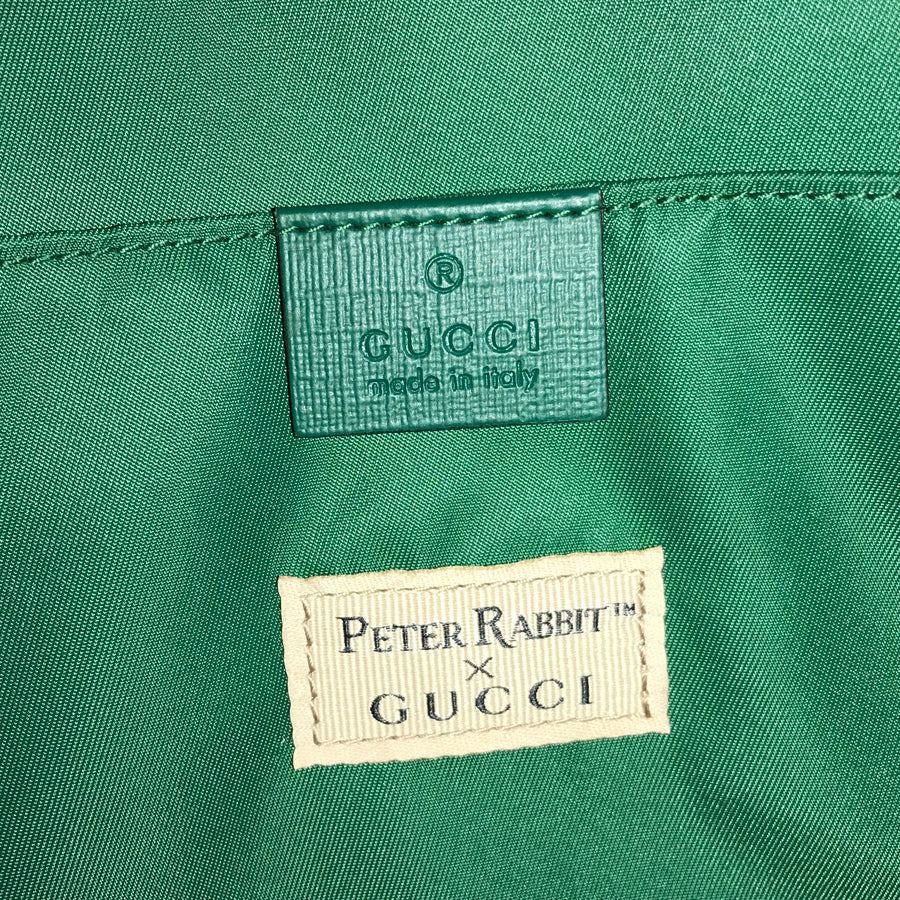 ®
GUCCI
made in italy
PETER RABBIT™
×
GUCCI